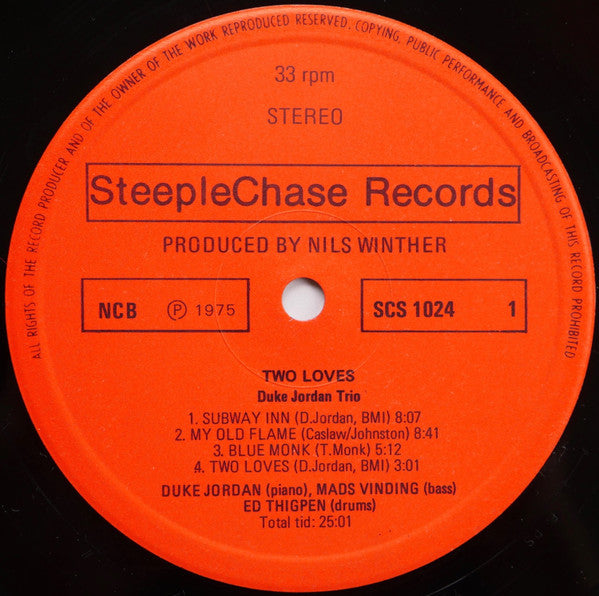 ALL RIGHTS OF THE RECORD PRODUCER AND OF THE OWNER OF THE WORK REPRODUCED RESERVED. COPYING, PUBLIC PERFORMANCE AND BROADCASTING OF THIS RECORD PROHIBITED
33 rpm
STEREO
SteepleChase Records
PRODUCED BY NILS WINTHER
NCB ℗ 1975
SCS 1024 1
TWO LOVES
Duke Jordan Trio
1. SUBWAY INN (D.Jordan, BMI) 8:07
2. MY OLD FLAME (Caslaw/Johnston) 8:41
3. BLUE MONK (T.Monk) 5:12
4. TWO LOVES (D.Jordan, BMI) 3:01
DUKE JORDAN (piano), MADS VINDING (bass)
ED THIGPEN (drums)
Total tid: 25:01